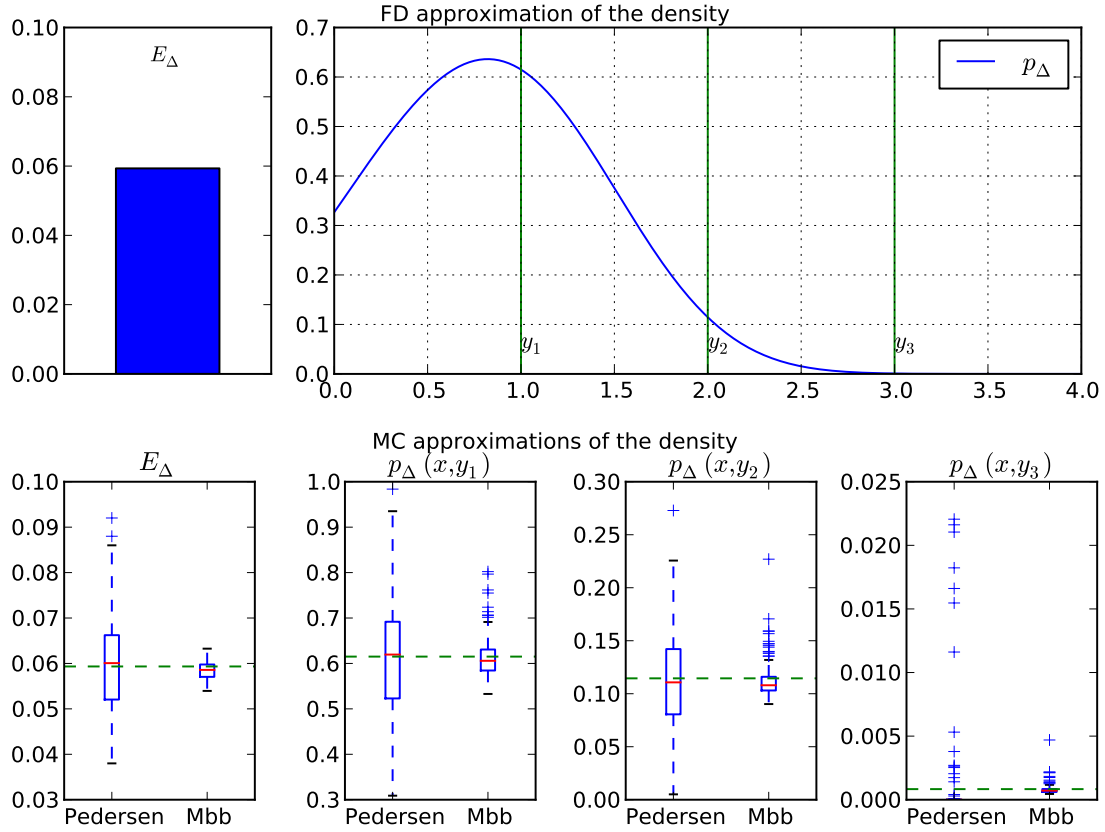 FD approximation of the density
0.10
0.08
0.06
0.04
0.02
0.00
E_Δ
0.7
0.6
0.5
0.4
0.3
0.2
0.1
0.0
p_Δ
y_1
y_2
y_3
0.0 0.5 1.0 1.5 2.0 2.5 3.0 3.5 4.0
MC approximations of the density
E_Δ
0.10
0.09
0.08
0.07
0.06
0.05
0.04
0.03
Pedersen Mbb
p_Δ (x,y_1)
1.0
0.9
0.8
0.7
0.6
0.5
0.4
0.3
Pedersen Mbb
p_Δ (x,y_2)
0.30
0.25
0.20
0.15
0.10
0.05
0.00
Pedersen Mbb
p_Δ (x,y_3)
0.025
0.020
0.015
0.010
0.005
0.000
Pedersen Mbb